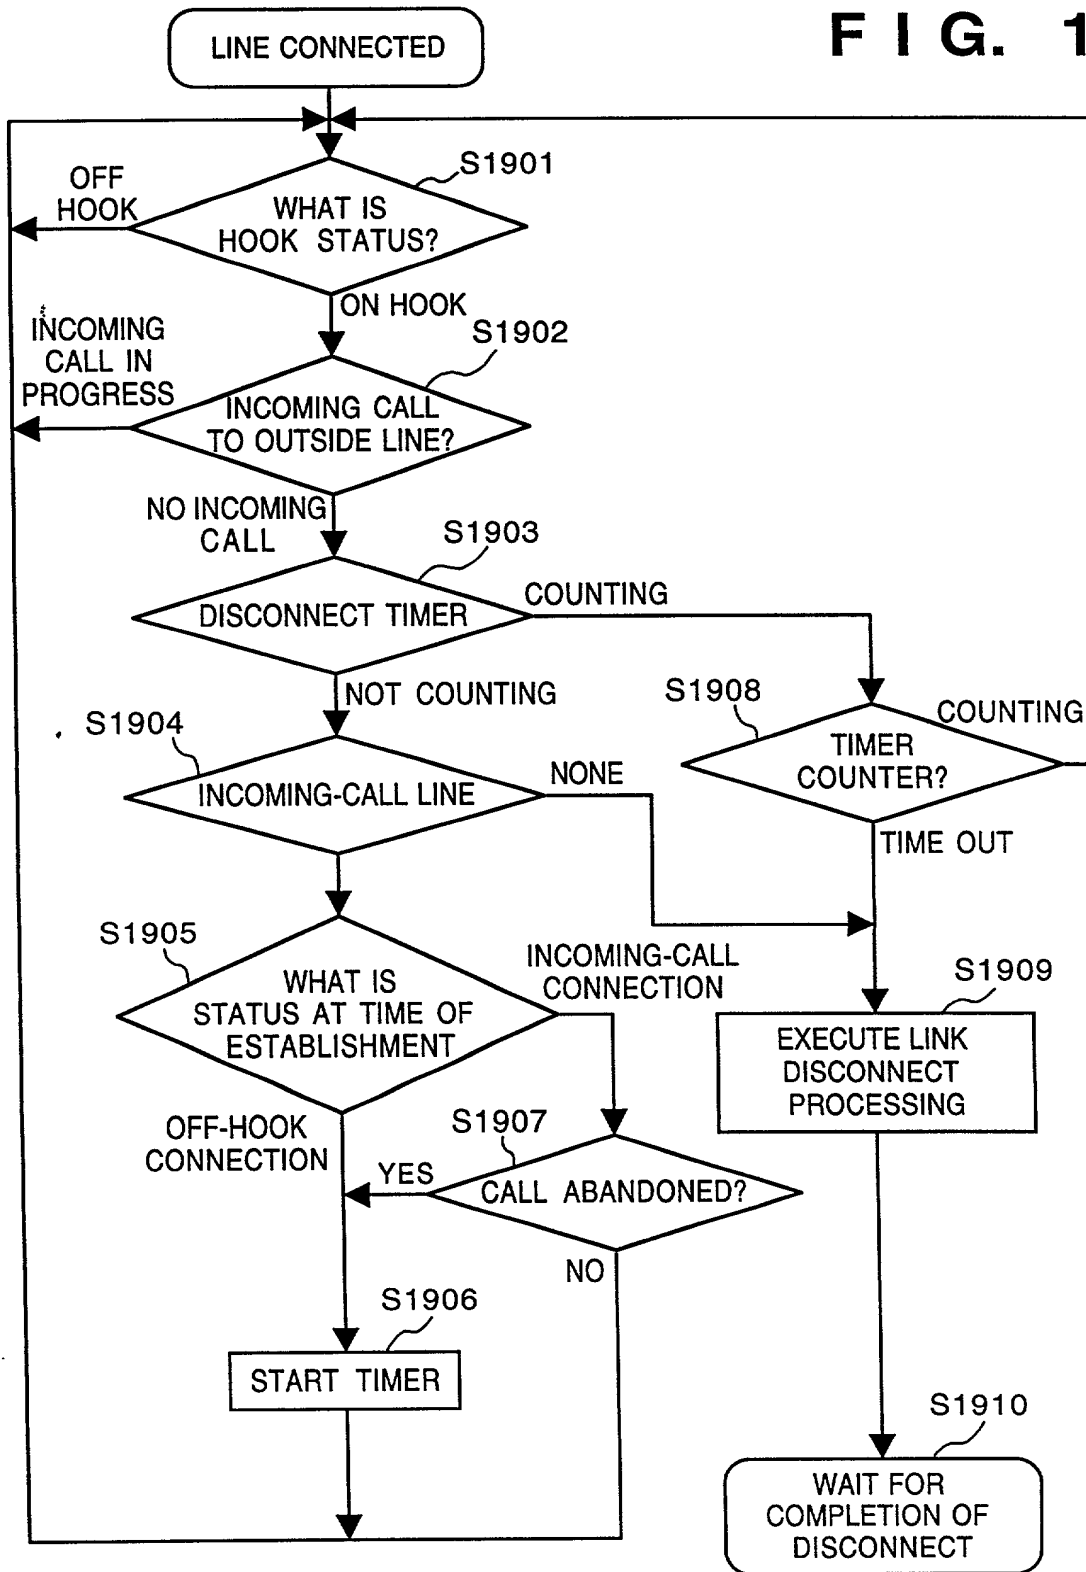 FIG. 1
LINE CONNECTED
S1901
OFF
HOOK
WHAT IS
HOOK STATUS?
ON HOOK
S1902
INCOMING
CALL IN
PROGRESS
INCOMING CALL
TO OUTSIDE LINE?
NO INCOMING
CALL
S1903
DISCONNECT TIMER
COUNTING
NOT COUNTING
S1908
COUNTING
S1904
TIMER
COUNTER?
INCOMING-CALL LINE
NONE
TIME OUT
S1905
INCOMING-CALL
CONNECTION
WHAT IS
STATUS AT TIME OF
ESTABLISHMENT
S1909
EXECUTE LINK
DISCONNECT
PROCESSING
OFF-HOOK
CONNECTION
S1907
YES
CALL ABANDONED?
NO
S1906
START TIMER
S1910
WAIT FOR
COMPLETION OF
DISCONNECT